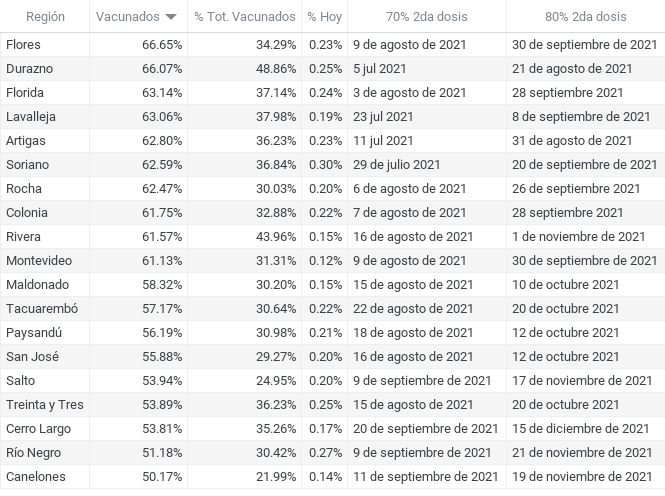 Región Vacunados % Tot. Vacunados % Hoy 70% 2da dosis 80% 2da dosis
Flores 66.65% 34.29% 0.23% 9 de agosto de 2021 30 de septiembre de 2021
Durazno 66.07% 48.86% 0.25% 5 jul 2021 21 de agosto de 2021
Florida 63.14% 37.14% 0.24% 3 de agosto de 2021 28 septiembre 2021
Lavalleja 63.06% 37.98% 0.19% 23 jul 2021 8 de septiembre de 2021
Artigas 62.80% 36.23% 0.23% 11 jul 2021 31 de agosto de 2021
Soriano 62.59% 36.84% 0.30% 29 de julio 2021 20 de septiembre de 2021
Rocha 62.47% 30.03% 0.20% 6 de agosto de 2021 26 de septiembre 2021
Colonia 61.75% 32.88% 0.22% 7 de agosto de 2021 28 septiembre 2021
Rivera 61.57% 43.96% 0.15% 16 de agosto de 2021 1 de noviembre de 2021
Montevideo 61.13% 31.31% 0.12% 9 de agosto de 2021 30 de septiembre de 2021
Maldonado 58.32% 30.20% 0.15% 15 de agosto de 2021 10 de octubre 2021
Tacuarembó 57.17% 30.64% 0.22% 22 de agosto de 2021 20 de octubre 2021
Paysandú 56.19% 30.98% 0.21% 18 de agosto de 2021 12 de octubre 2021
San José 55.88% 29.27% 0.20% 16 de agosto de 2021 12 de octubre 2021
Salto 53.94% 24.95% 0.20% 9 de septiembre de 2021 17 de noviembre de 2021
Treinta y Tres 53.89% 36.23% 0.25% 15 de agosto de 2021 20 de octubre 2021
Cerro Largo 53.81% 35.26% 0.17% 20 de septiembre de 2021 15 de diciembre de 2021
Río Negro 51.18% 30.42% 0.27% 9 de septiembre de 2021 21 de noviembre de 2021
Canelones 50.17% 21.99% 0.14% 11 de septiembre de 2021 19 de noviembre de 2021